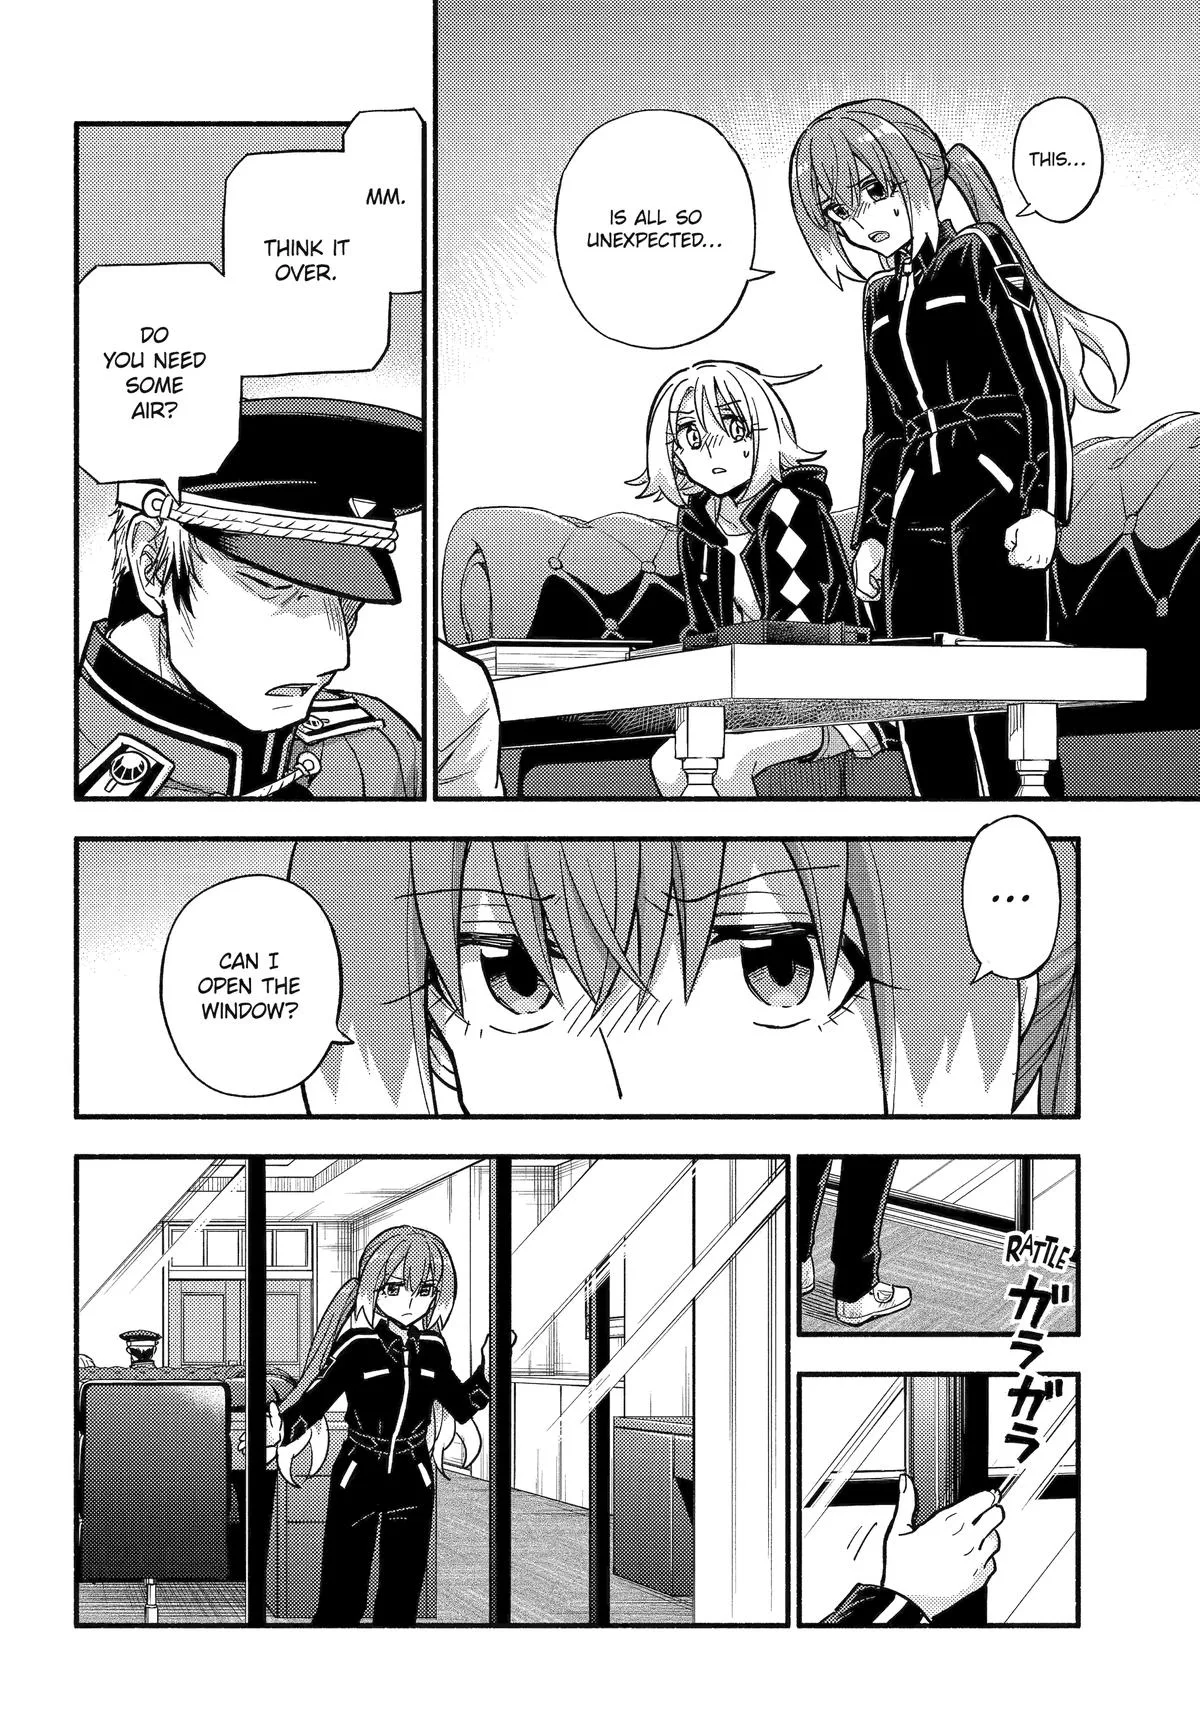 THIS...
IS ALL SO
UNEXPECTED...
MM.
THINK IT
OVER.
DO
YOU NEED
SOME
AIR?
...
CAN I
OPEN THE
WINDOW?
RATTLE
ガラガラ